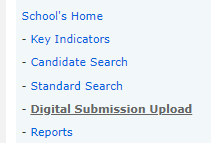 School's Home
- Key Indicators
- Candidate Search
- Standard Search
- Digital Submission Upload
- Reports